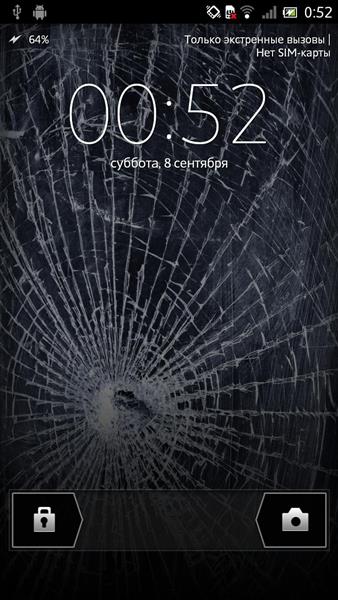 0:52
64%
Только экстренные вызовы |
Нет SIM-карты
00:52
суббота, 8 сентября